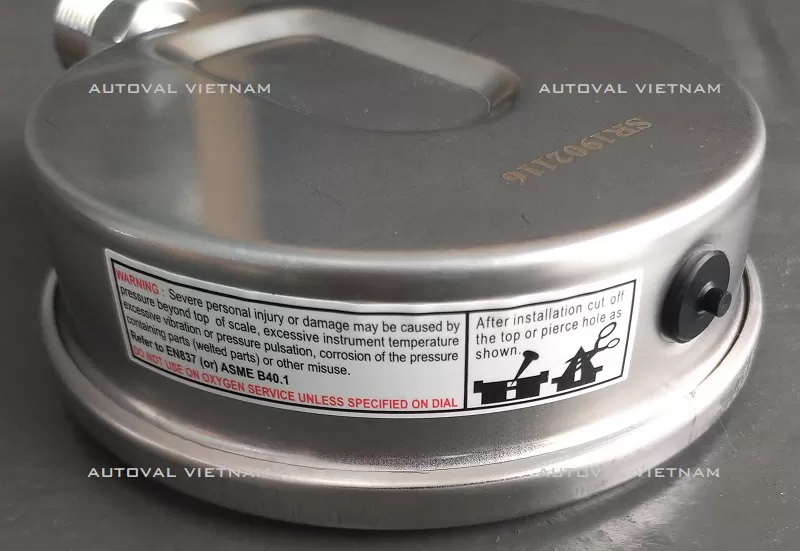 AUTOVAL VIETNAM
AUTOVAL VIETNAM
SR1902116
WARNING : Severe personal injury or damage may be caused by
pressure beyond top of scale, excessive instrument temperature
excessive vibration or pressure pulsation, corrosion of the pressure
containing parts (welted parts) or other misuse.
Refer to EN837 (or) ASME B40.1
DO NOT USE ON OXYGEN SERVICE UNLESS SPECIFIED ON DIAL
After installation cut off
the top or pierce hole as
shown.
AUTOVAL VIETNAM
AUTOVAL VIETNAM